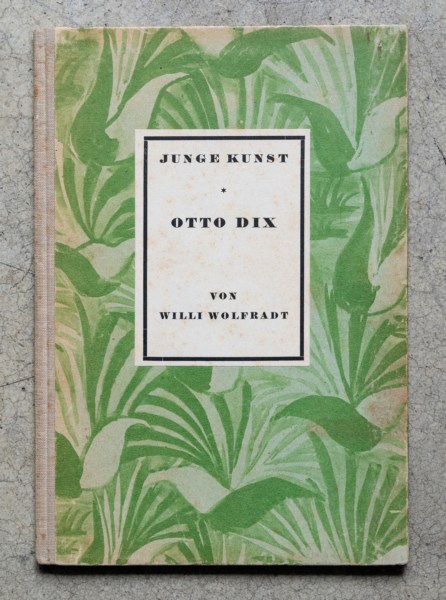 JUNGE KUNST
*
OTTO DIX
VON
WILLI WOLFRADT